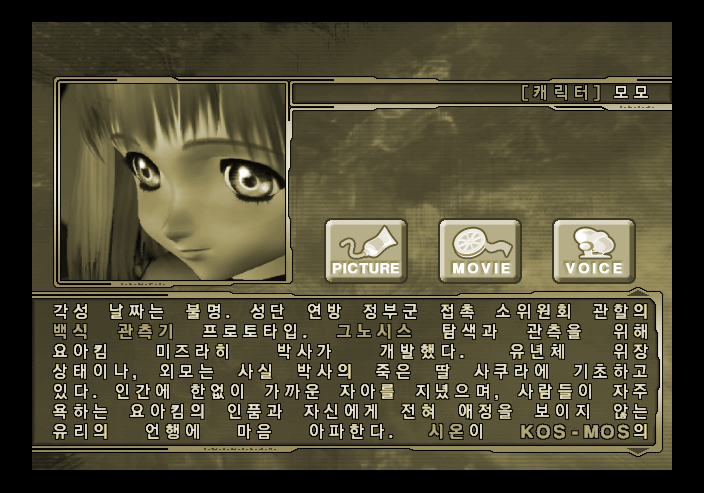 [캐릭터] 모모
PICTURE
MOVIE
VOICE
각성 날짜는 불명. 성단 연방 정부군 접촉 소위원회 관할의
백식 관측기 프로토타입. 그노시스 탐색과 관측을 위해
요아킴 미즈라히 박사가 개발했다. 유년체 위장
상태이나, 외모는 사실 박사의 죽은 딸 사쿠라에 기초하고
있다. 인간에 한없이 가까운 자아를 지녔으며, 사람들이 자주
욕하는 요아킴의 인품과 자신에게 전혀 애정을 보이지 않는
유리의 언행에 마음 아파한다. 시온이 KOS-MOS의